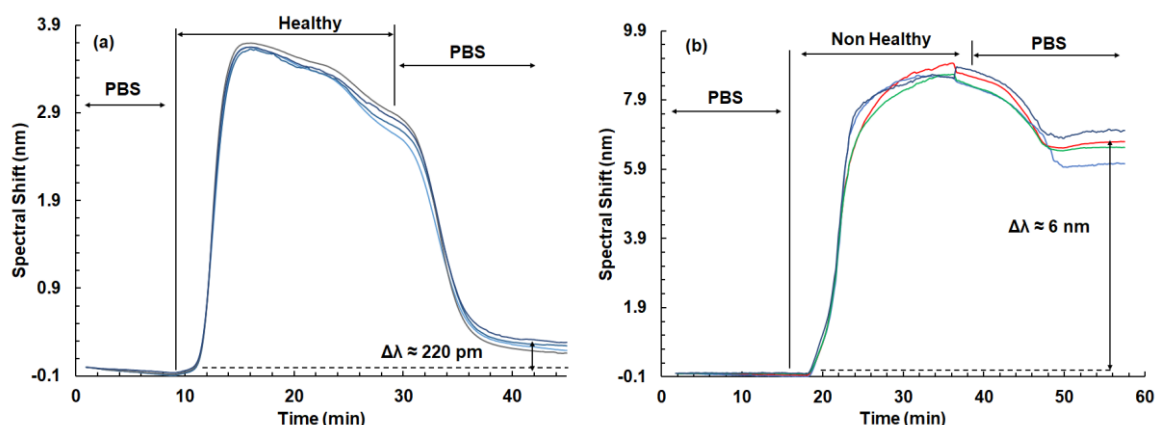 (a)
Healthy
PBS
PBS
Δλ ≈ 220 pm
Spectral Shift (nm)
3.9
2.9
1.9
0.9
-0.1
0 10 20 30 40
Time (min)
(b)
Non Healthy
PBS
PBS
Δλ ≈ 6 nm
Spectral Shift (nm)
9.9
7.9
5.9
3.9
1.9
-0.1
0 10 20 30 40 50 60
Time (min)